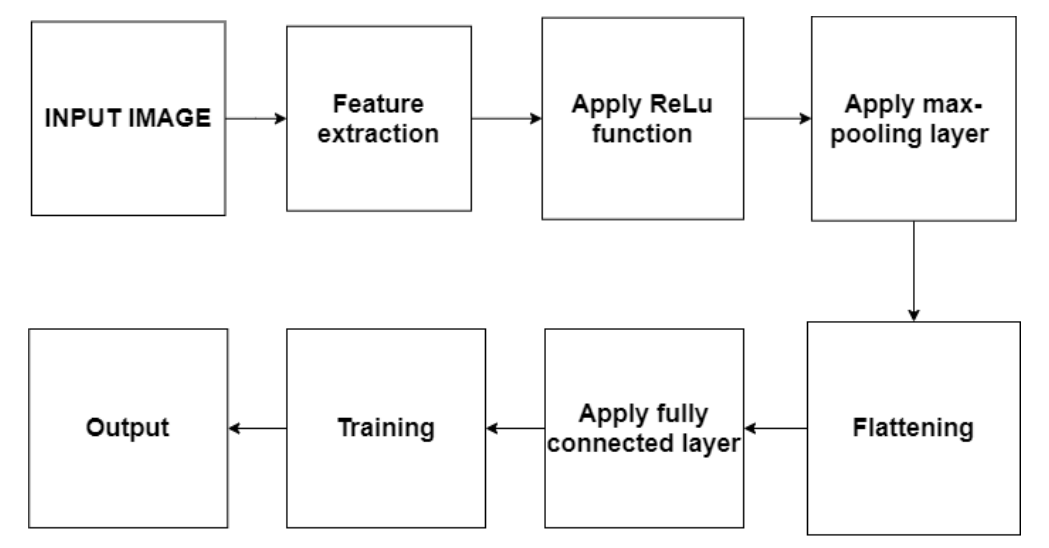 INPUT IMAGE
Feature
extraction
Apply ReLu
function
Apply max-
pooling layer
Flattening
Apply fully
connected layer
Training
Output